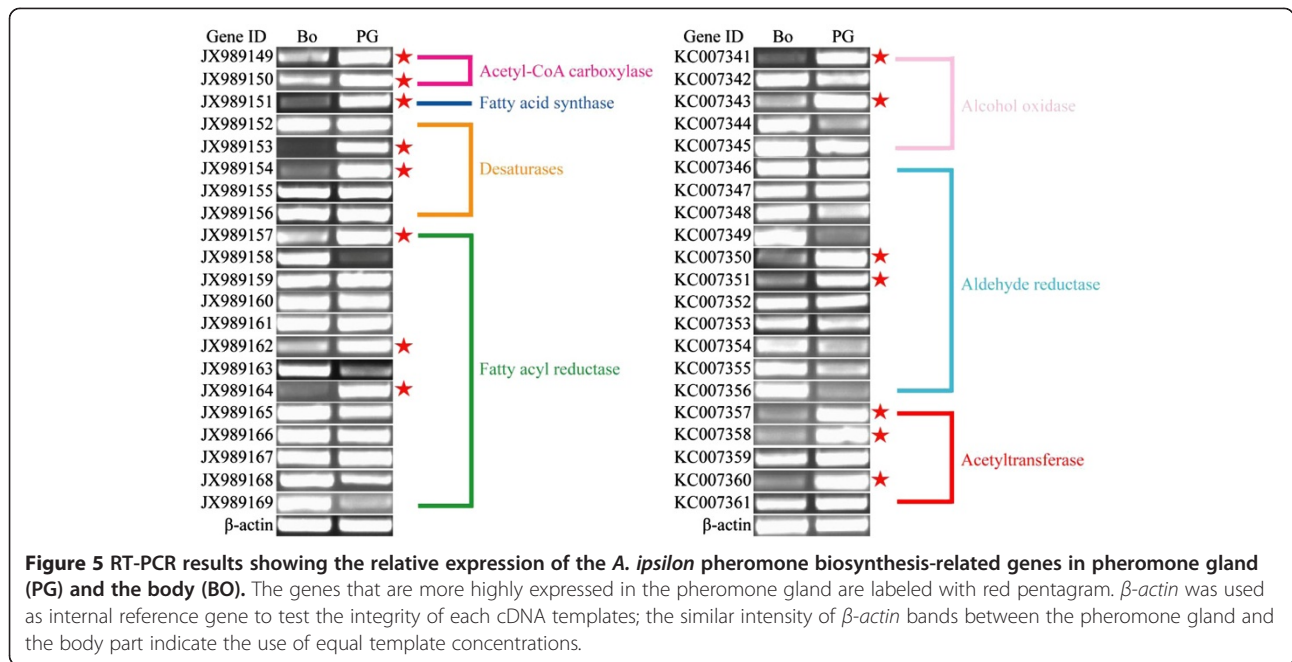 Gene ID Bo PG
JX989149
JX989150
Acetyl-CoA carboxylase
JX989151
Fatty acid synthase
JX989152
JX989153
JX989154
Desaturases
JX989155
JX989156
JX989157
JX989158
JX989159
JX989160
JX989161
JX989162
JX989163
Fatty acyl reductase
JX989164
JX989165
JX989166
JX989167
JX989168
JX989169
β-actin
Gene ID Bo PG
KC007341
KC007342
KC007343
Alcohol oxidase
KC007344
KC007345
KC007346
KC007347
KC007348
KC007349
KC007350
KC007351
Aldehyde reductase
KC007352
KC007353
KC007354
KC007355
KC007356
KC007357
KC007358
KC007359
Acetyltransferase
KC007360
KC007361
β-actin
Figure 5 RT-PCR results showing the relative expression of the A. ipsilon pheromone biosynthesis-related genes in pheromone gland
(PG) and the body (BO). The genes that are more highly expressed in the pheromone gland are labeled with red pentagram. β-actin was used
as internal reference gene to test the integrity of each cDNA templates; the similar intensity of β-actin bands between the pheromone gland and
the body part indicate the use of equal template concentrations.